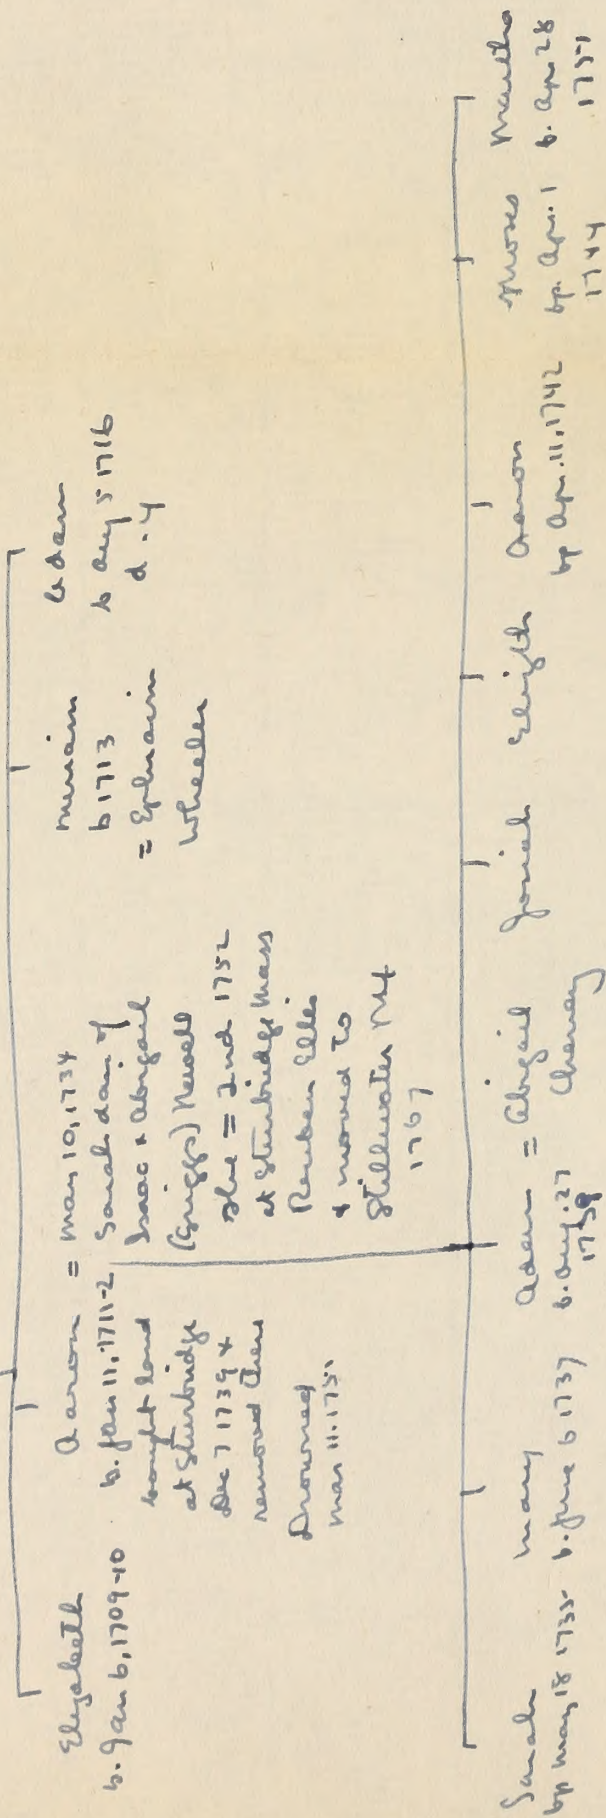 Elizabeth
b. Jan 6, 1709-10
Aaron = May 10, 1734
b. Jan 11, 1711-2
bought land
at Sturbridge
Dec 7 1739 &
removed there
Drowned
Mar 11. 1751
Sarah dau of
Isaac & Abigail
(Griggs) Newell
She = 2nd 1752
at Sturbridge Mass
Reuben Ellis
& moved to
Stillwater NY
1767
Miriam
b 1713
= Ephraim
Wheeler
Adam
b Aug 5 1716
d. y
Sarah
bp May 18 1735
Mary
b. June 6 1737
Adam = Abigail
b. Aug. 27
1739
Cheney
Josiah
Elizth
Aaron
bp Apr. 11, 1742
Moses
bp. Apr. 1
1744
Martha
b. Apr 28
1751